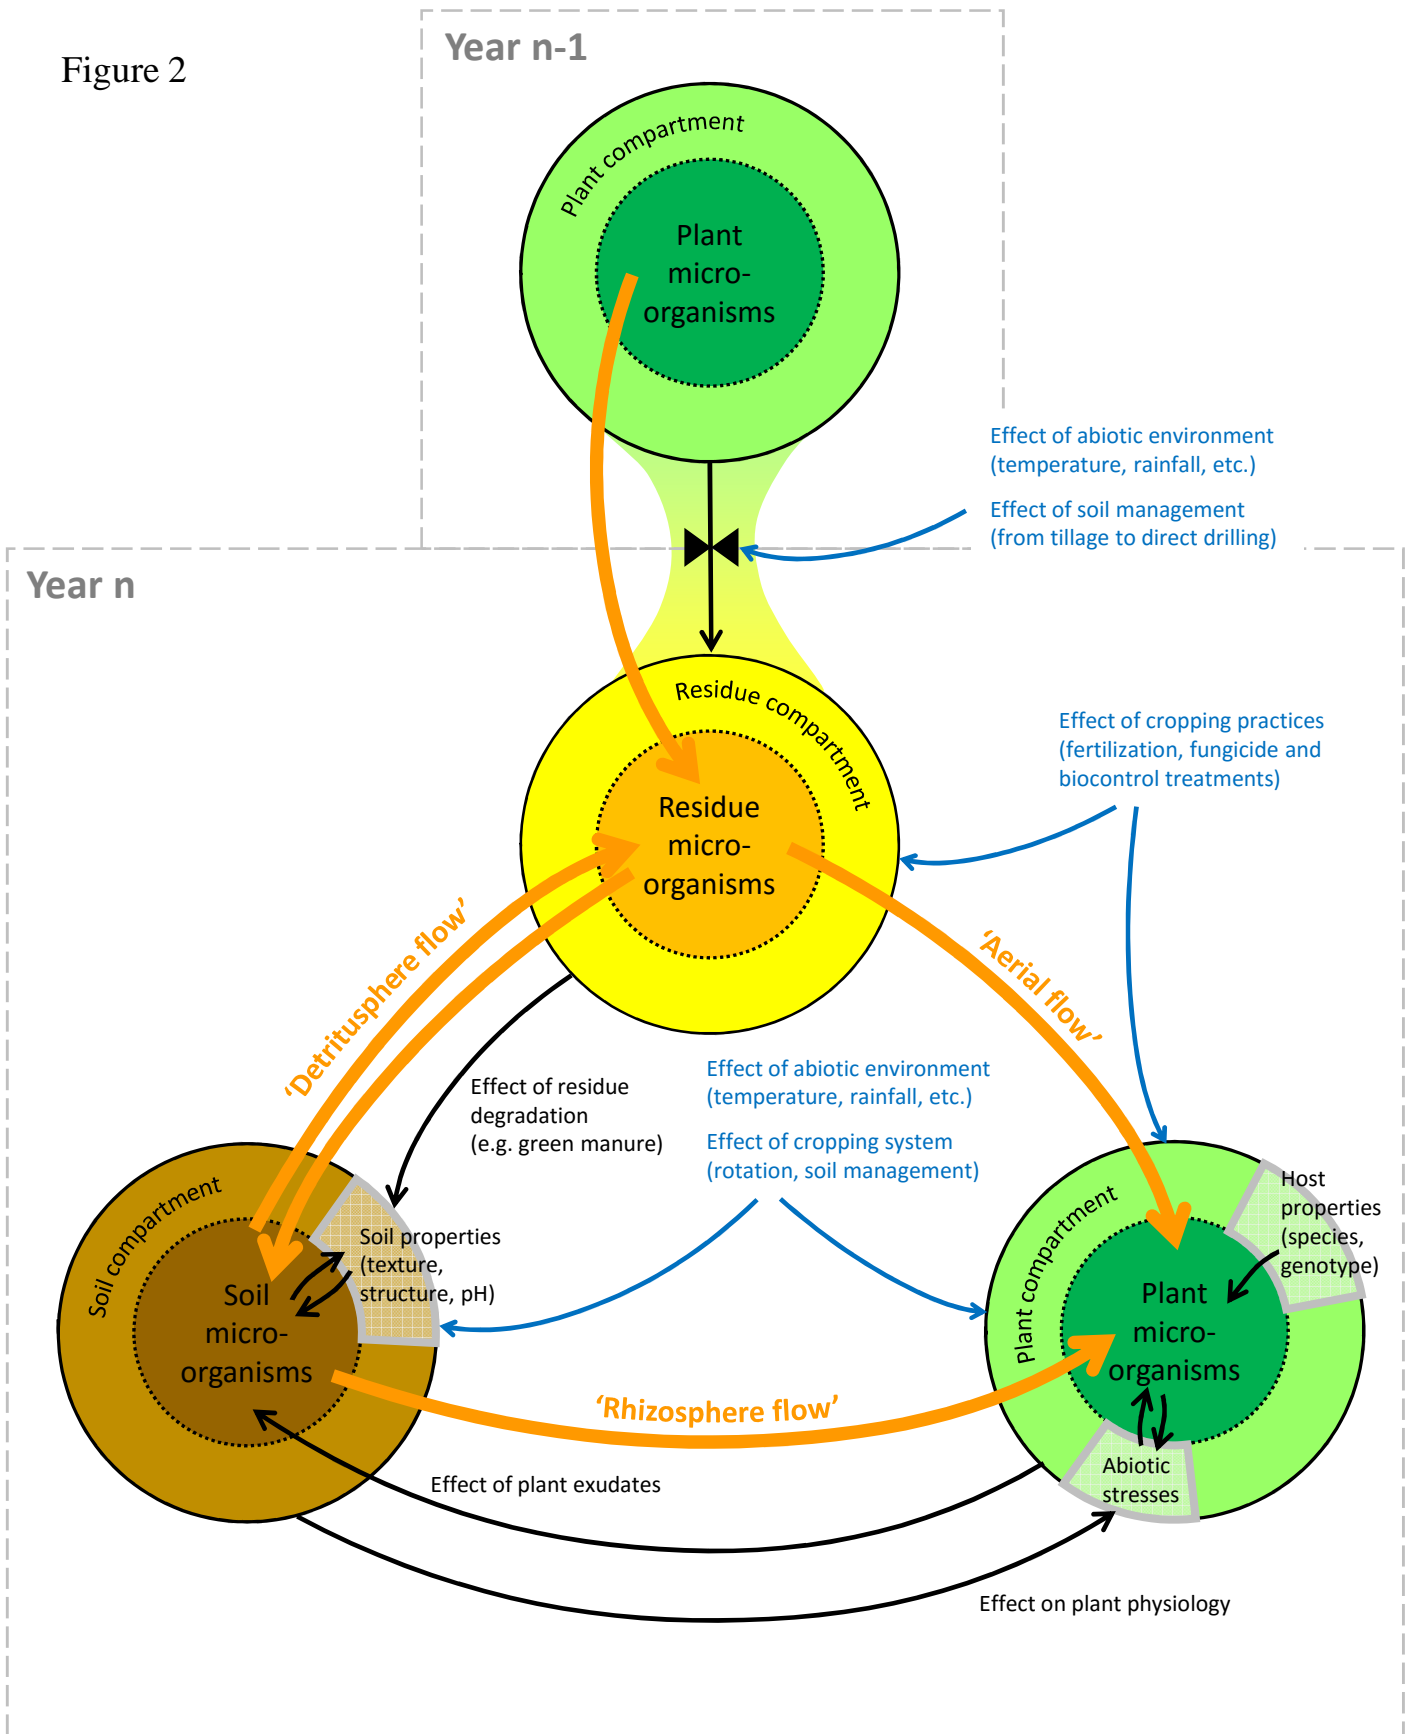 Figure 2
Year n-1
Plant compartment
Plant
micro-
organisms
Effect of abiotic environment
(temperature, rainfall, etc.)
Effect of soil management
(from tillage to direct drilling)
Year n
Residue compartment
Residue
micro-
organisms
Effect of cropping practices
(fertilization, fungicide and
biocontrol treatments)
‘Detritusphere flow’
‘Aerial flow’
Effect of residue
degradation
(e.g. green manure)
Effect of abiotic environment
(temperature, rainfall, etc.)
Effect of cropping system
(rotation, soil management)
Soil compartment
Soil properties
(texture,
structure, pH)
Soil
micro-
organisms
Plant compartment
Host
properties
(species,
genotype)
Plant
micro-
organisms
Abiotic
stresses
‘Rhizosphere flow’
Effect of plant exudates
Effect on plant physiology